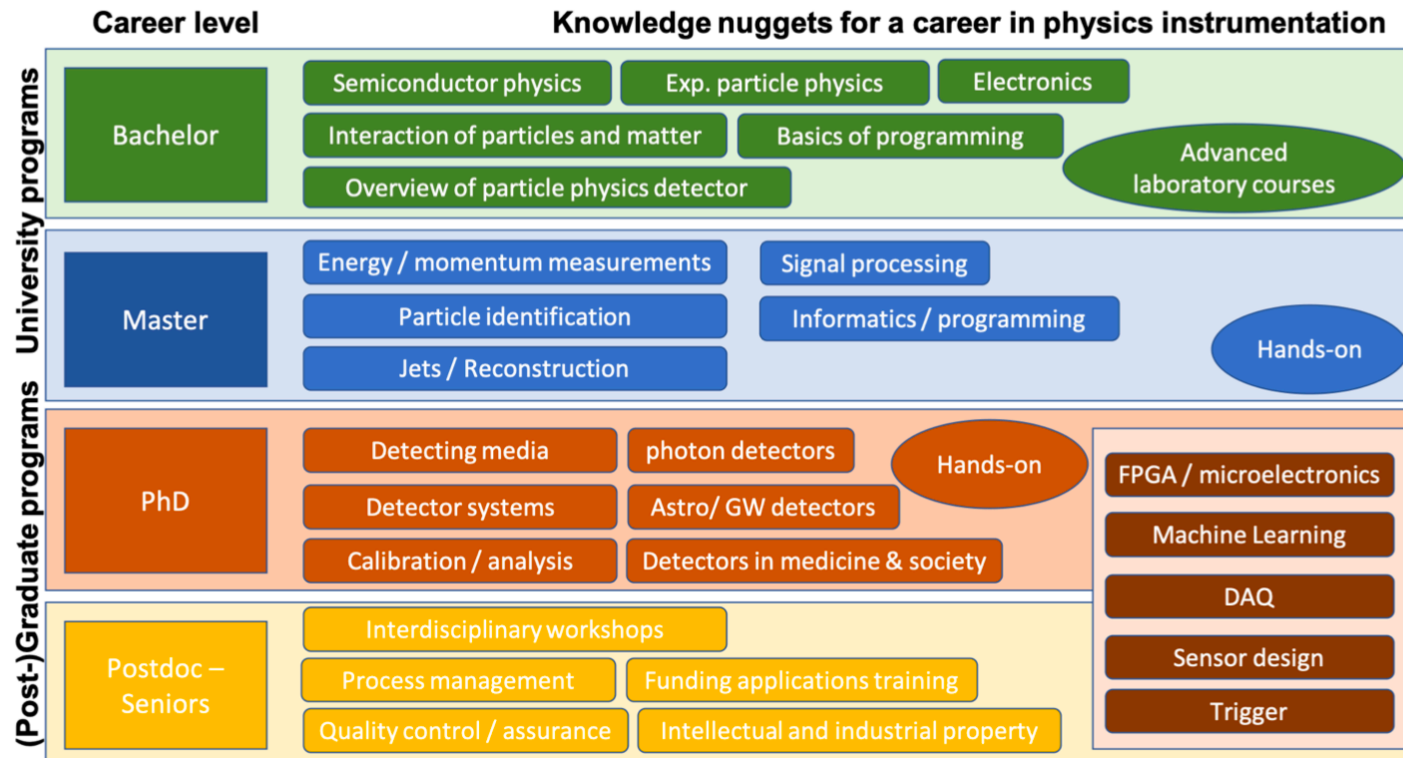 Career level
Knowledge nuggets for a career in physics instrumentation
University programs
Bachelor
Semiconductor physics
Exp. particle physics
Electronics
Interaction of particles and matter
Basics of programming
Overview of particle physics detector
Advanced
laboratory courses
Master
Energy / momentum measurements
Signal processing
Particle identification
Informatics / programming
Jets / Reconstruction
Hands-on
(Post-)Graduate programs
PhD
Detecting media
photon detectors
Hands-on
Detector systems
Astro/ GW detectors
Calibration / analysis
Detectors in medicine & society
Postdoc –
Seniors
Interdisciplinary workshops
Process management
Funding applications training
Quality control / assurance
Intellectual and industrial property
FPGA / microelectronics
Machine Learning
DAQ
Sensor design
Trigger